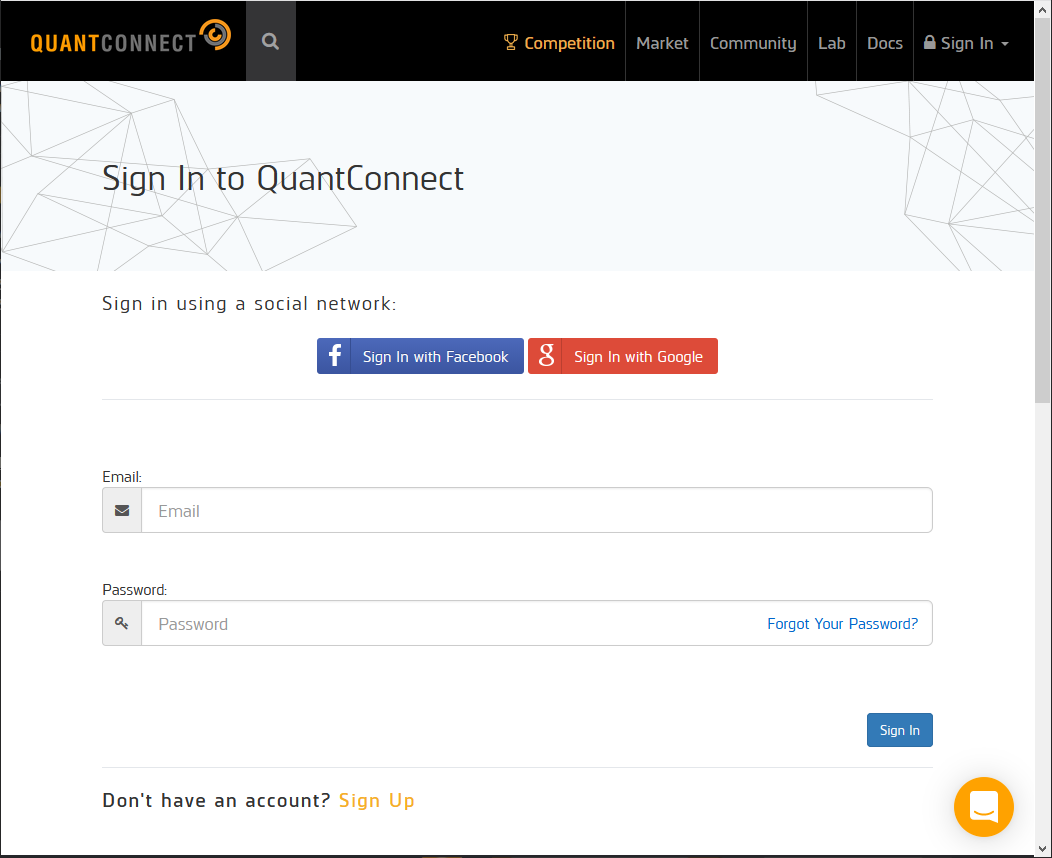 QUANTCONNECT
Competition Market Community Lab Docs Sign In
Sign In to QuantConnect
Sign in using a social network:
f Sign In with Facebook g Sign In with Google
Email:
Email
Password:
Password Forgot Your Password?
Sign In
Don't have an account? Sign Up